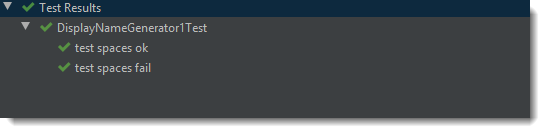 Test Results
DisplayNameGenerator1Test
test spaces ok
test spaces fail